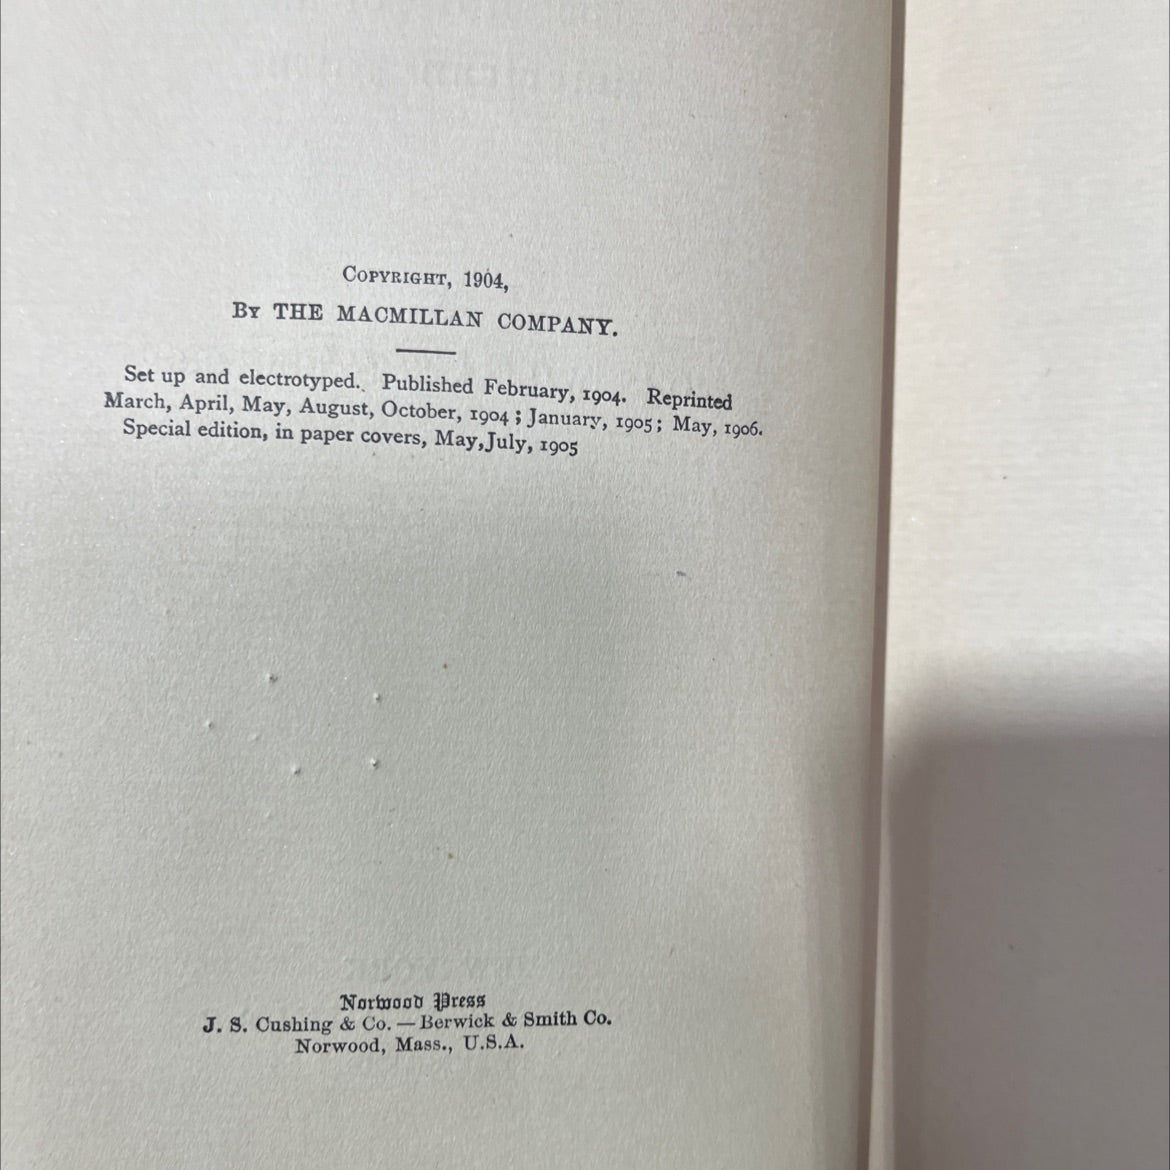 COPYRIGHT, 1904,
BY THE MACMILLAN COMPANY.
Set up and electrotyped. Published February, 1904. Reprinted
March, April, May, August, October, 1904; January, 1905; May, 1906.
Special edition, in paper covers, May, July, 1905
Norwood Press
J. S. Cushing & Co. — Berwick & Smith Co.
Norwood, Mass., U.S.A.